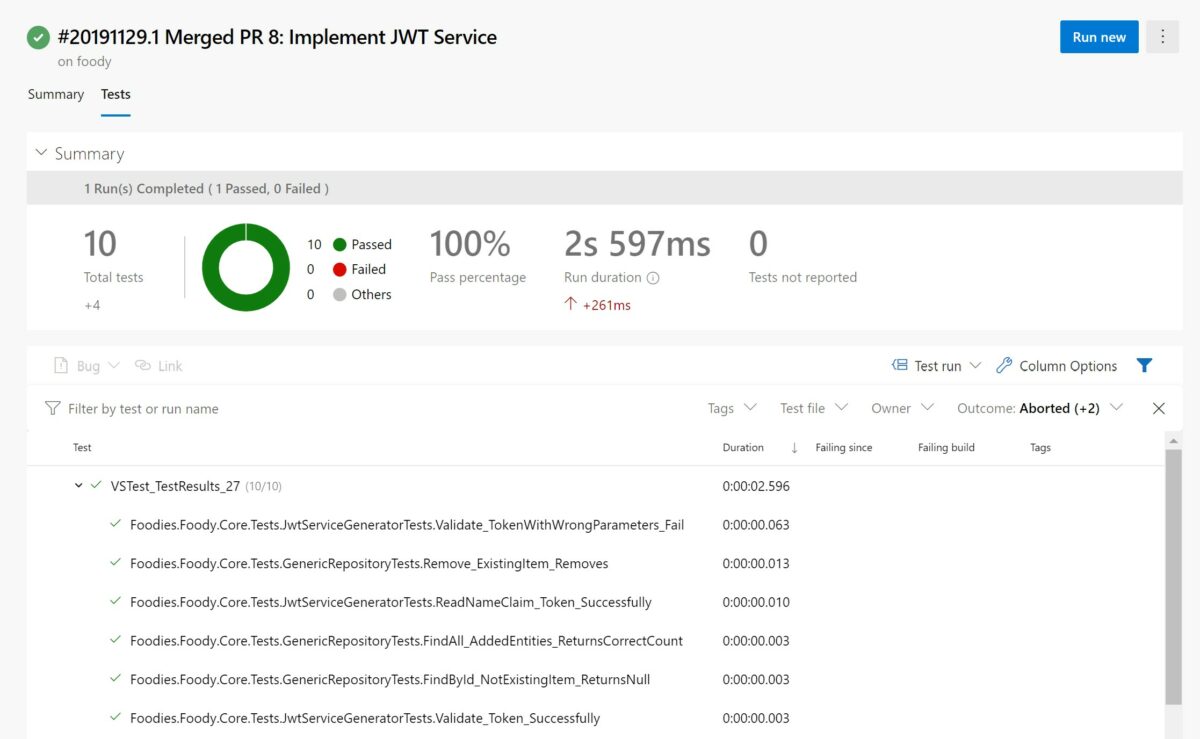 #20191129.1 Merged PR 8: Implement JWT Service
Run new
on foody
Summary Tests
Summary
1 Run(s) Completed ( 1 Passed, 0 Failed )
10
Total tests
+4
10 Passed
0 Failed
0 Others
100%
Pass percentage
2s 597ms
Run duration
+261ms
0
Tests not reported
Bug Link Test run Column Options
Filter by test or run name Tags Test file Owner Outcome: Aborted (+2)
Test Duration Failing since Failing build Tags
VSTest_TestResults_27 (10/10) 0:00:02.596
Foodies.Foody.Core.Tests.JwtServiceGeneratorTests.Validate_TokenWithWrongParameters_Fail 0:00:00.063
Foodies.Foody.Core.Tests.GenericRepositoryTests.Remove_ExistingItem_Removes 0:00:00.013
Foodies.Foody.Core.Tests.JwtServiceGeneratorTests.ReadNameClaim_Token_Successfully 0:00:00.010
Foodies.Foody.Core.Tests.GenericRepositoryTests.FindAll_AddedEntities_ReturnsCorrectCount 0:00:00.003
Foodies.Foody.Core.Tests.GenericRepositoryTests.FindById_NotExistingItem_ReturnsNull 0:00:00.003
Foodies.Foody.Core.Tests.JwtServiceGeneratorTests.Validate_Token_Successfully 0:00:00.003